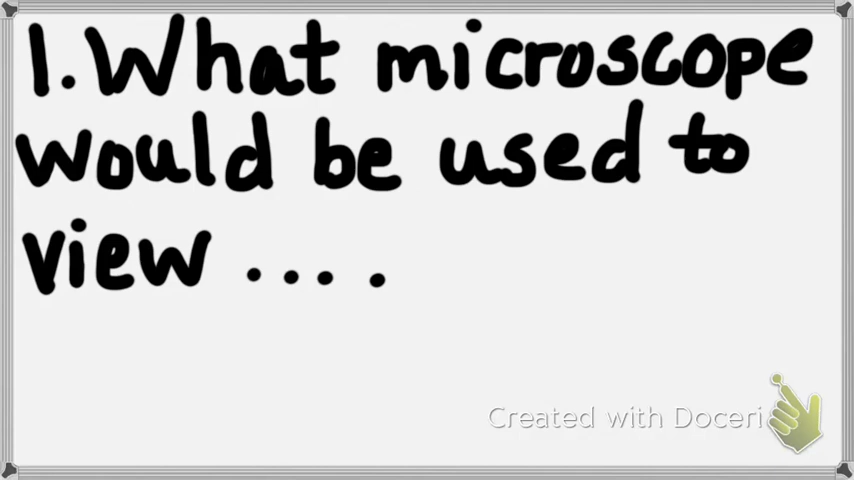 1. What microscope
would be used to
view ....
Created with Doceri